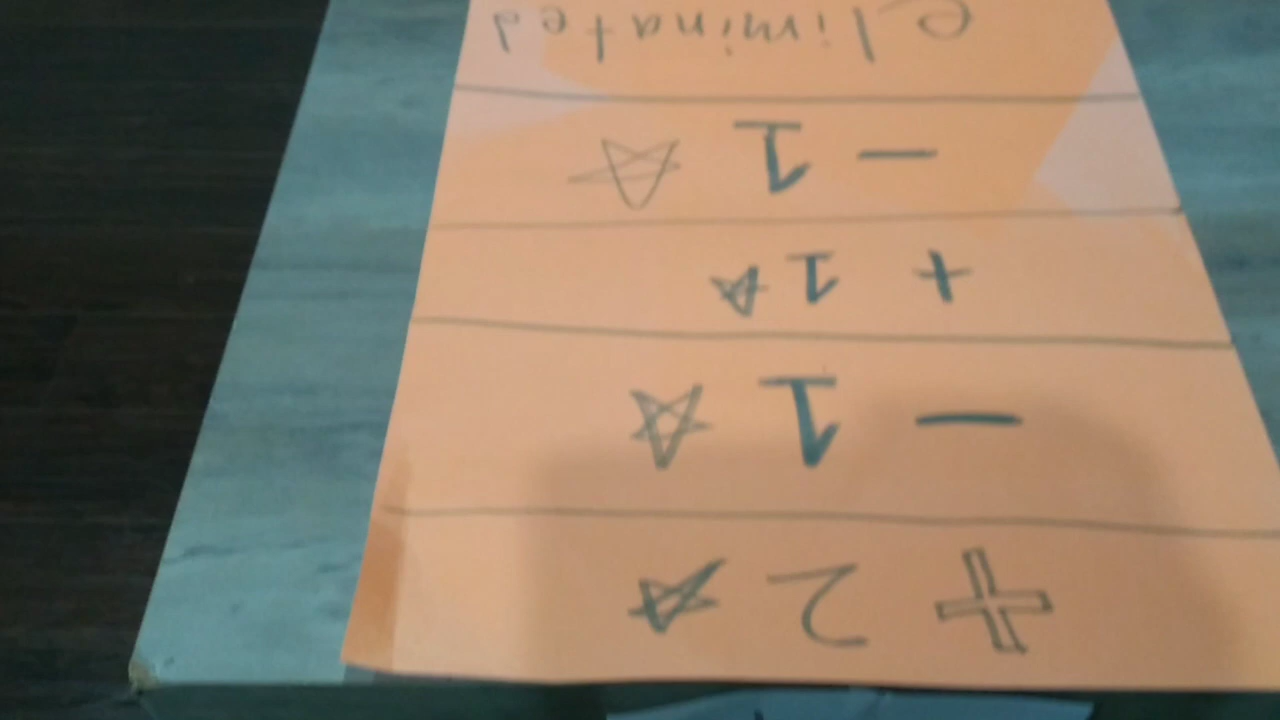 + 2 ☆
- 1 ☆
+ 1 ☆
- 1 ☆
eliminated